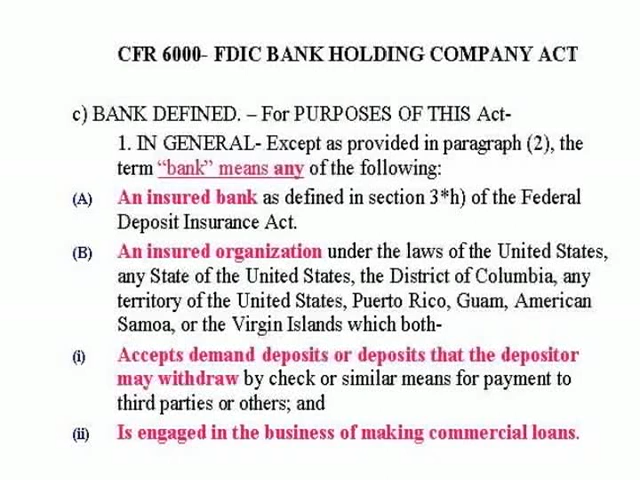 CFR 6000- FDIC BANK HOLDING COMPANY ACT
c) BANK DEFINED. – For PURPOSES OF THIS Act-
1. IN GENERAL- Except as provided in paragraph (2), the
term “bank” means any of the following:
(A) An insured bank as defined in section 3*h) of the Federal
Deposit Insurance Act.
(B) An insured organization under the laws of the United States,
any State of the United States, the District of Columbia, any
territory of the United States, Puerto Rico, Guam, American
Samoa, or the Virgin Islands which both-
(i) Accepts demand deposits or deposits that the depositor
may withdraw by check or similar means for payment to
third parties or others; and
(ii) Is engaged in the business of making commercial loans.